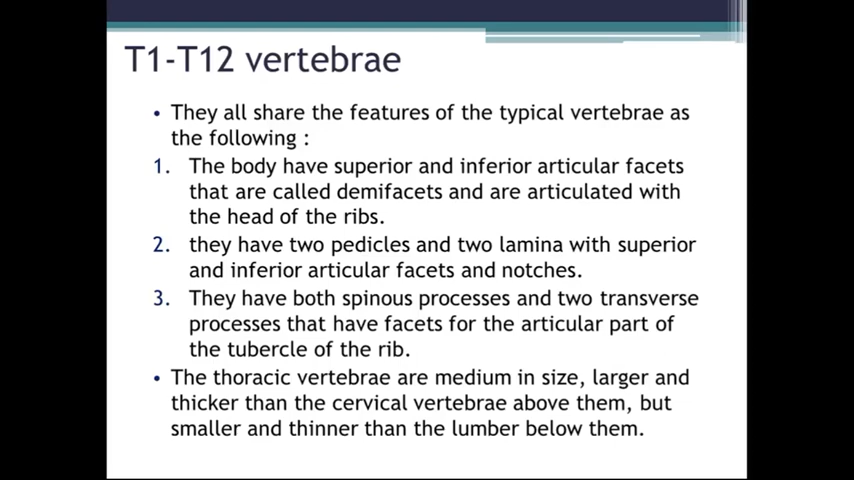 T1-T12 vertebrae
• They all share the features of the typical vertebrae as
the following :
1. The body have superior and inferior articular facets
that are called demifacets and are articulated with
the head of the ribs.
2. they have two pedicles and two lamina with superior
and inferior articular facets and notches.
3. They have both spinous processes and two transverse
processes that have facets for the articular part of
the tubercle of the rib.
• The thoracic vertebrae are medium in size, larger and
thicker than the cervical vertebrae above them, but
smaller and thinner than the lumber below them.